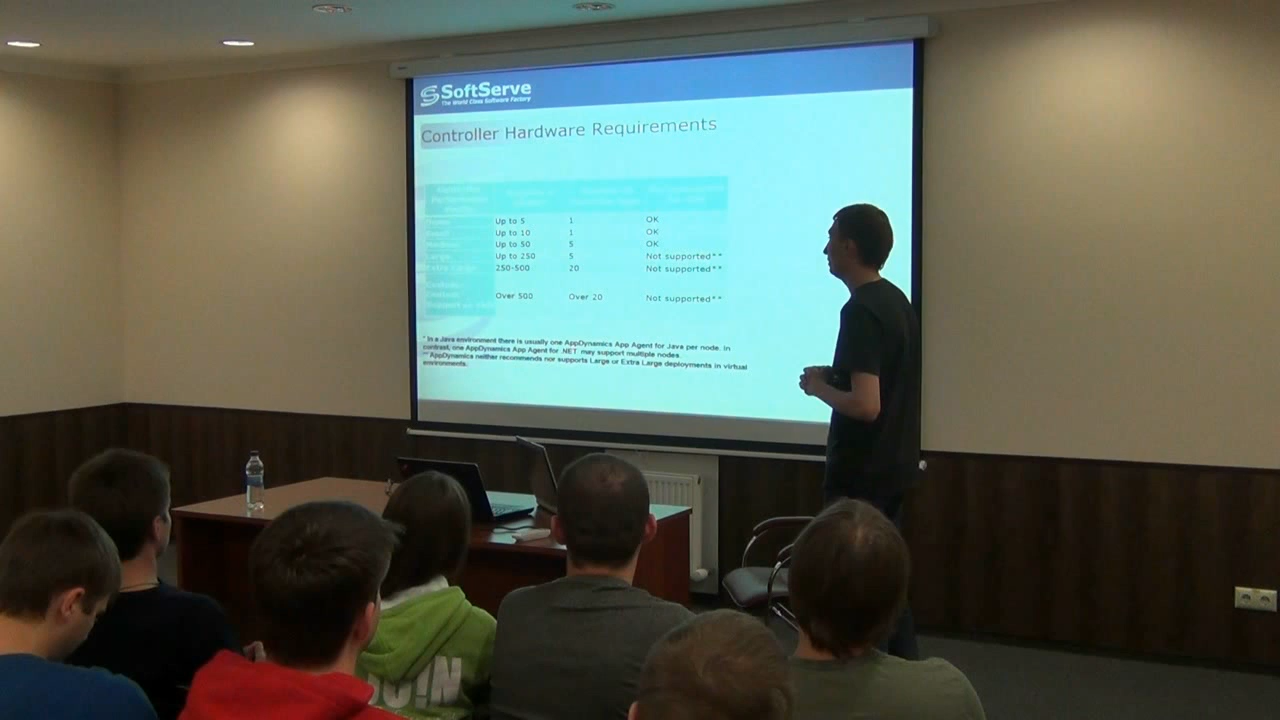 SoftServe
The World Class Software Factory
Controller Hardware Requirements
Up to 5 1 OK
Up to 10 1 OK
Medium Up to 50 5 OK
Large Up to 250 5 Not supported**
Extra Large 250-500 20 Not supported**
Over 500 Over 20 Not supported**
* In a Java environment there is usually one AppDynamics App Agent for Java per node. In
contrast, one AppDynamics App Agent for .NET may support multiple nodes.
** AppDynamics neither recommends nor supports Large or Extra Large deployments in virtual
environments.